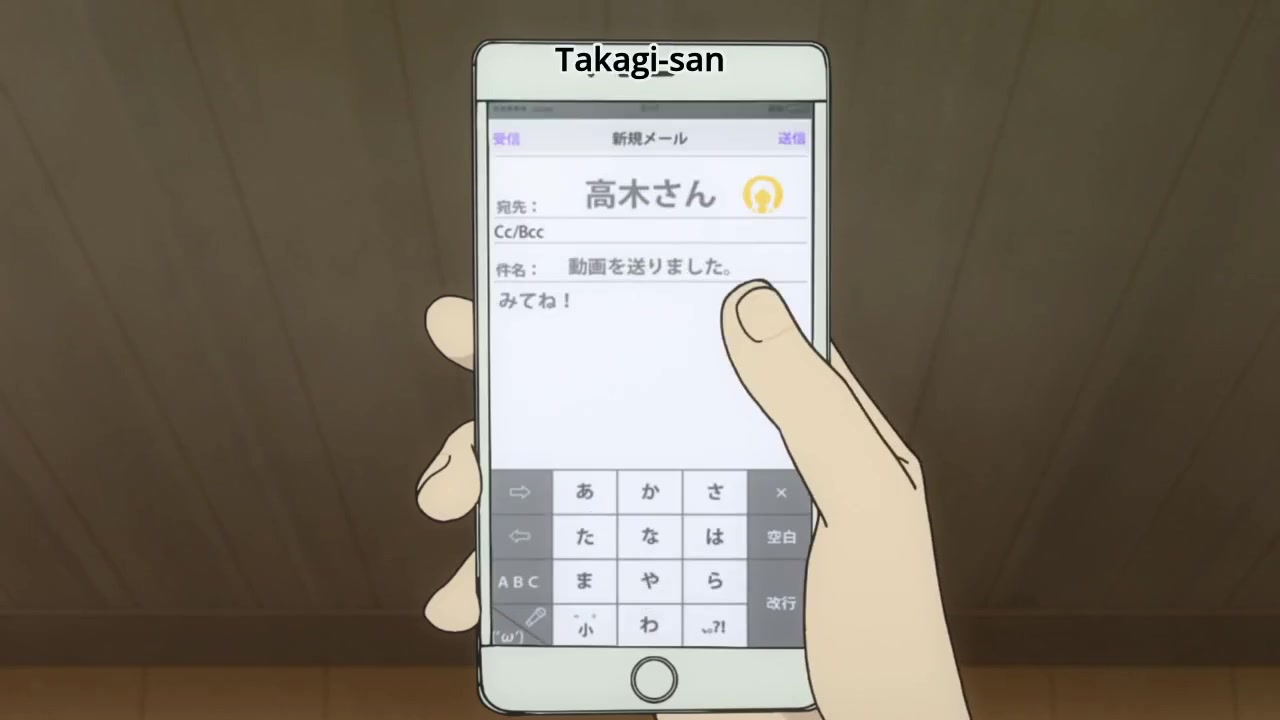 Takagi-san
受信 新規メール 送信
宛先： 高木さん
Cc/Bcc
件名： 動画を送りました。
みてね！
⇨ あ か さ ×
⇦ た な は 空白
ABC ま や ら
改行
('ω') 小 わ 、。?!